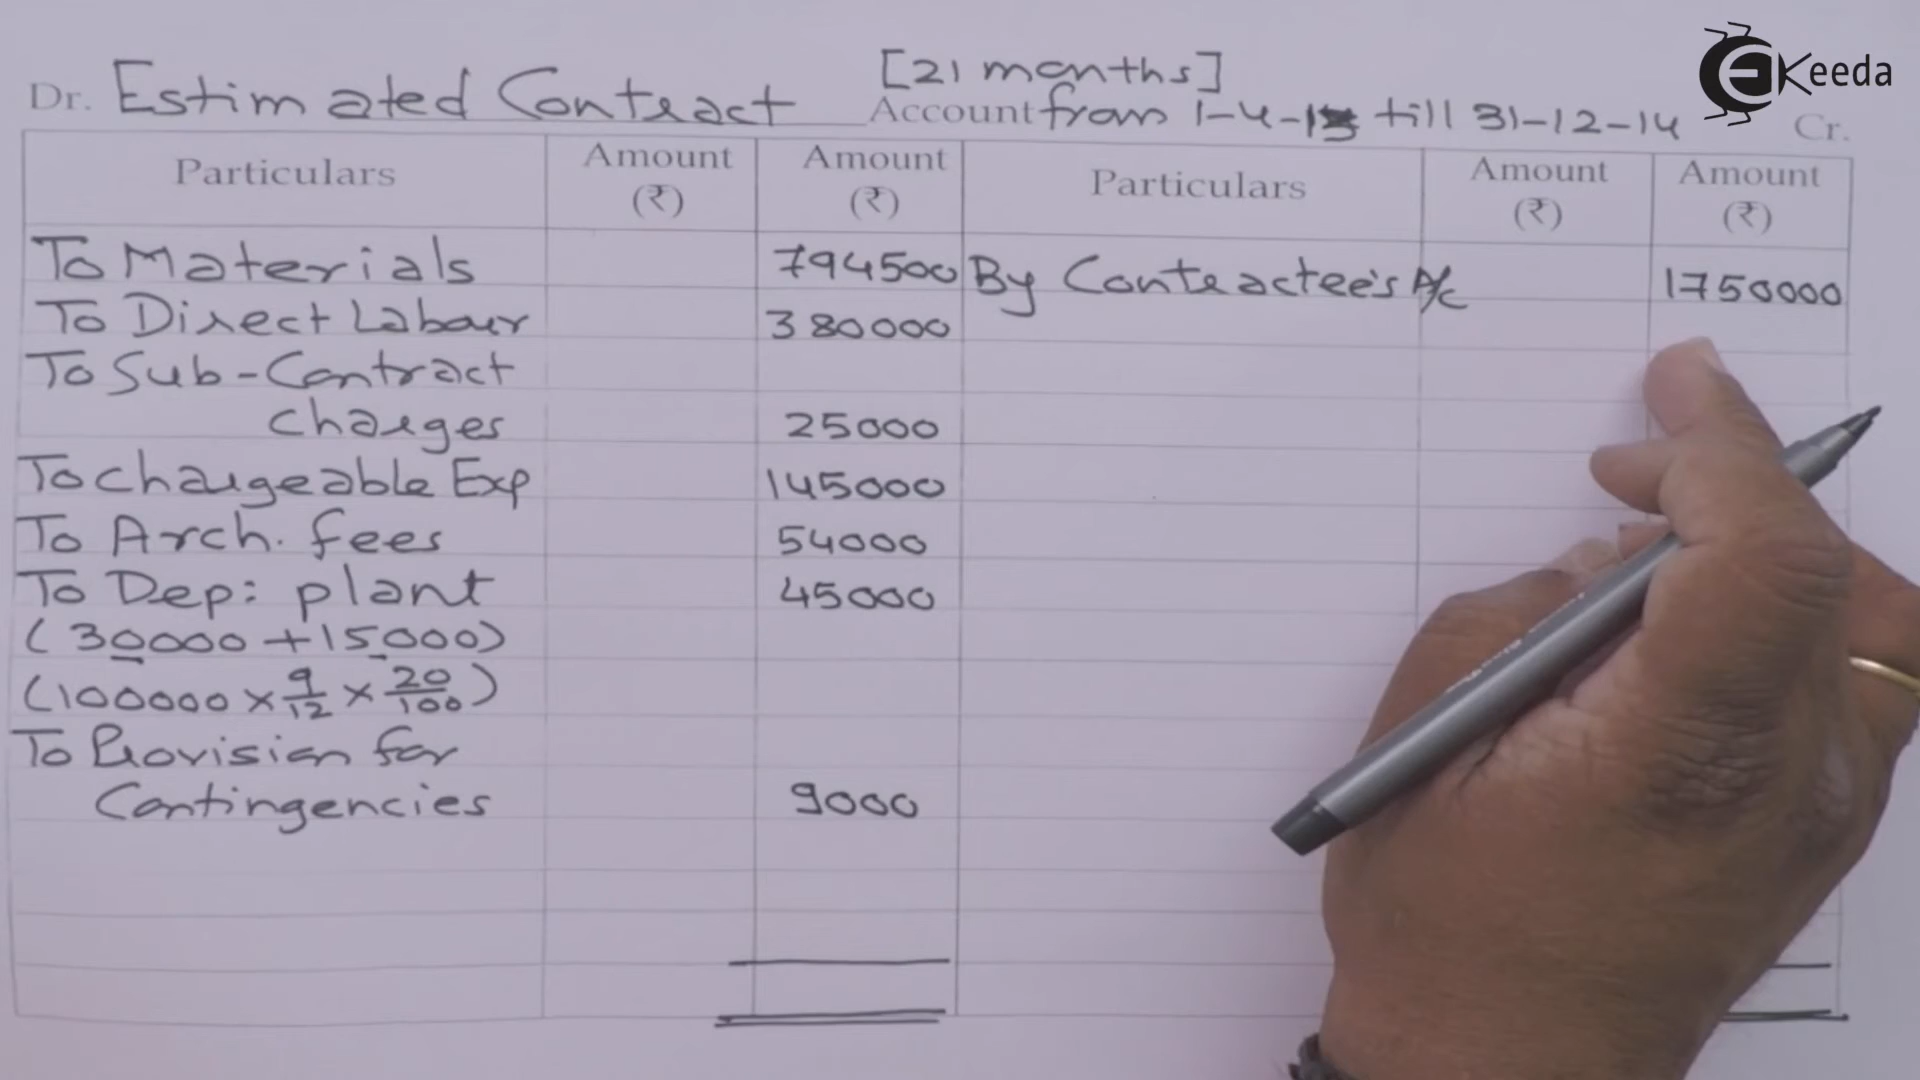 [21 months]
Dr. Estimated Contract Account from 1-4-13 till 31-12-14 Cr.
EKeeda
Particulars Amount (₹) Amount (₹) Particulars Amount (₹) Amount (₹)
To Materials 794500 By Contractee's A/c 1750000
To Direct Labour 380000
To Sub-Contract
Charges 25000
To Chargeable Exp 145000
To Arch. fees 54000
To Dep: plant 45000
(30000 + 15000)
(100000 × 9/12 × 20/100)
To Provision for
Contingencies 9000